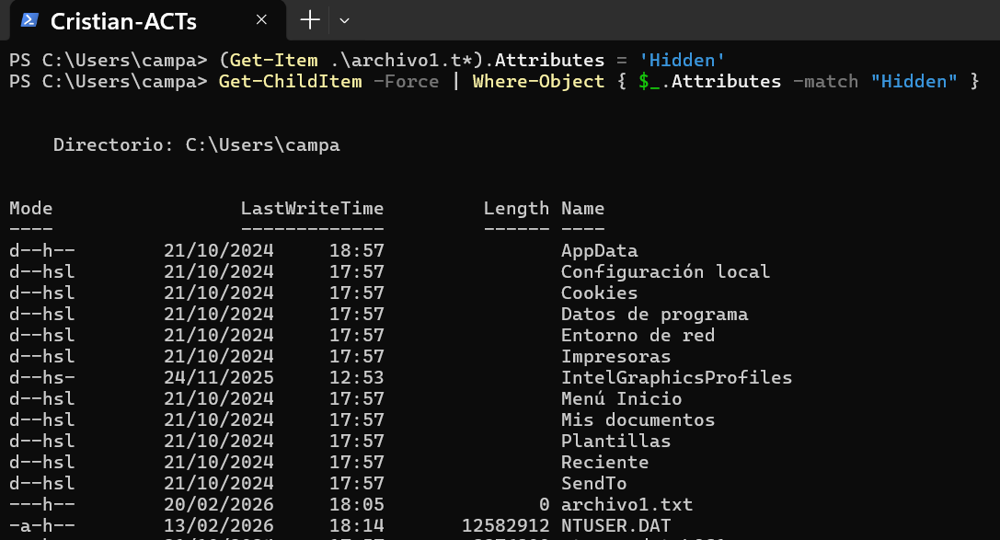 Cristian-ACTs
PS C:\Users\campa> (Get-Item .\archivo1.t*).Attributes = 'Hidden'
PS C:\Users\campa> Get-ChildItem -Force | Where-Object { $_.Attributes -match "Hidden" }
Directorio: C:\Users\campa
Mode LastWriteTime Length Name
---- ------------- ------ ----
d--h-- 21/10/2024 18:57 AppData
d--hsl 21/10/2024 17:57 Configuración local
d--hsl 21/10/2024 17:57 Cookies
d--hsl 21/10/2024 17:57 Datos de programa
d--hsl 21/10/2024 17:57 Entorno de red
d--hsl 21/10/2024 17:57 Impresoras
d--hs- 24/11/2025 12:53 IntelGraphicsProfiles
d--hsl 21/10/2024 17:57 Menú Inicio
d--hsl 21/10/2024 17:57 Mis documentos
d--hsl 21/10/2024 17:57 Plantillas
d--hsl 21/10/2024 17:57 Reciente
d--hsl 21/10/2024 17:57 SendTo
---h-- 20/02/2026 18:05 0 archivo1.txt
-a-h-- 13/02/2026 18:14 12582912 NTUSER.DAT